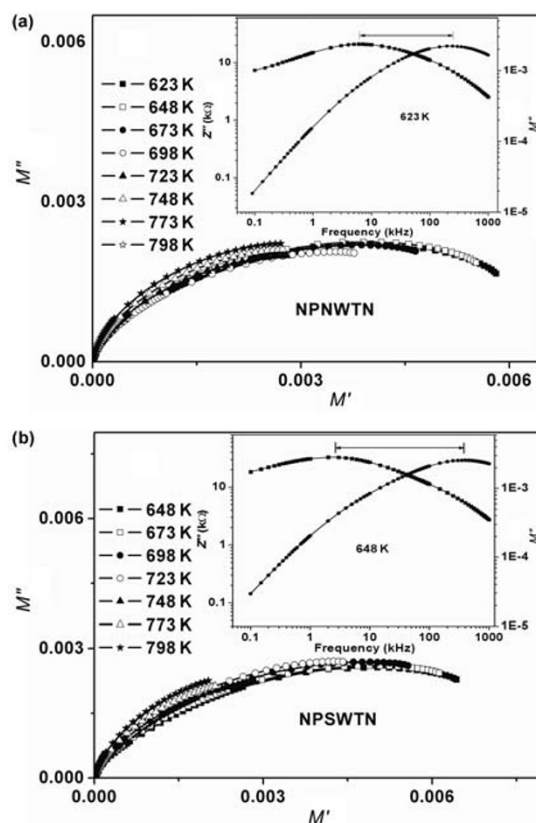 (a)
0.006
0.003
0.000
M"
623 K
648 K
673 K
698 K
723 K
748 K
773 K
798 K
10
1
0.1
Z" (kΩ)
623 K
1E-3
1E-4
1E-5
M"
0.1 1 10 100 1000
Frequency (kHz)
NPNWTN
0.000 0.003 0.006
M'
(b)
0.006
0.003
0.000
M"
648 K
673 K
698 K
723 K
748 K
773 K
798 K
10
1
0.1
Z" (kΩ)
648 K
1E-3
1E-4
1E-5
M"
0.1 1 10 100 1000
Frequency (kHz)
NPSWTN
0.000 0.003 0.006
M'